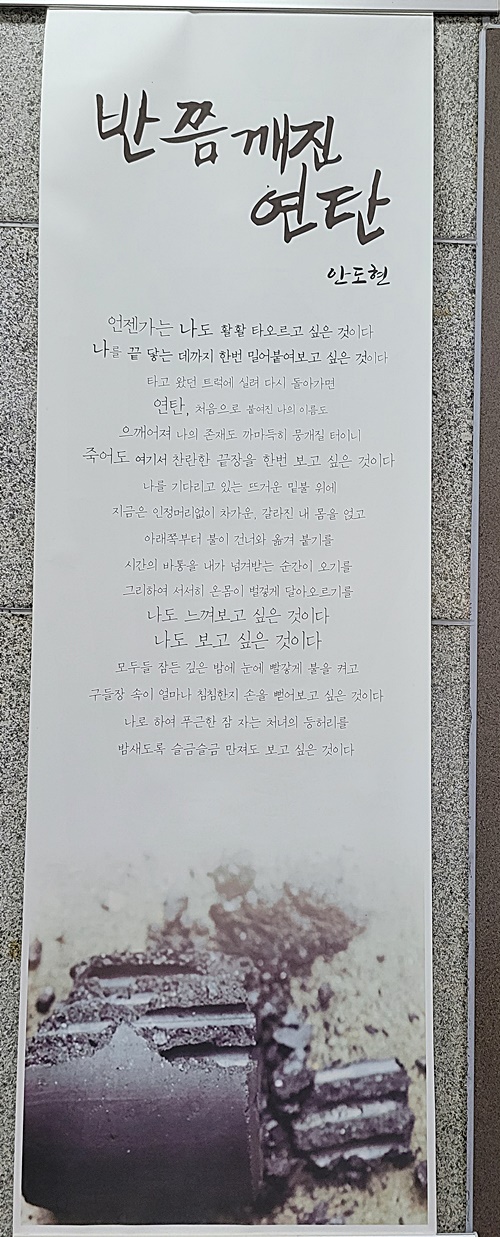 반쯤 깨진
연탄
안도현
언젠가는 나도 활활 타오르고 싶은 것이다
나를 끝 닿는 데까지 한번 밀어붙여보고 싶은 것이다
타고 왔던 트럭에 실려 다시 돌아가면
연탄, 처음으로 붙여진 나의 이름도
으깨어져 나의 존재도 까마득히 뭉개질 터이니
죽어도 여기서 찬란한 끝장을 한번 보고 싶은 것이다
나를 기다리고 있는 뜨거운 밑불 위에
지금은 인정머리없이 차가운, 갈라진 내 몸을 얹고
아래쪽부터 불이 건너와 옮겨 붙기를
시간의 바통을 내가 넘겨받는 순간이 오기를
그리하여 서서히 온몸이 벌겋게 달아오르기를
나도 느껴보고 싶은 것이다
나도 보고 싶은 것이다
모두들 잠든 깊은 밤에 눈에 빨갛게 불을 켜고
구들장 속이 얼마나 침침한지 손을 뻗어보고 싶은 것이다
나로 하여 푸근한 잠 자는 처녀의 등허리를
밤새도록 슬금슬금 만져도 보고 싶은 것이다